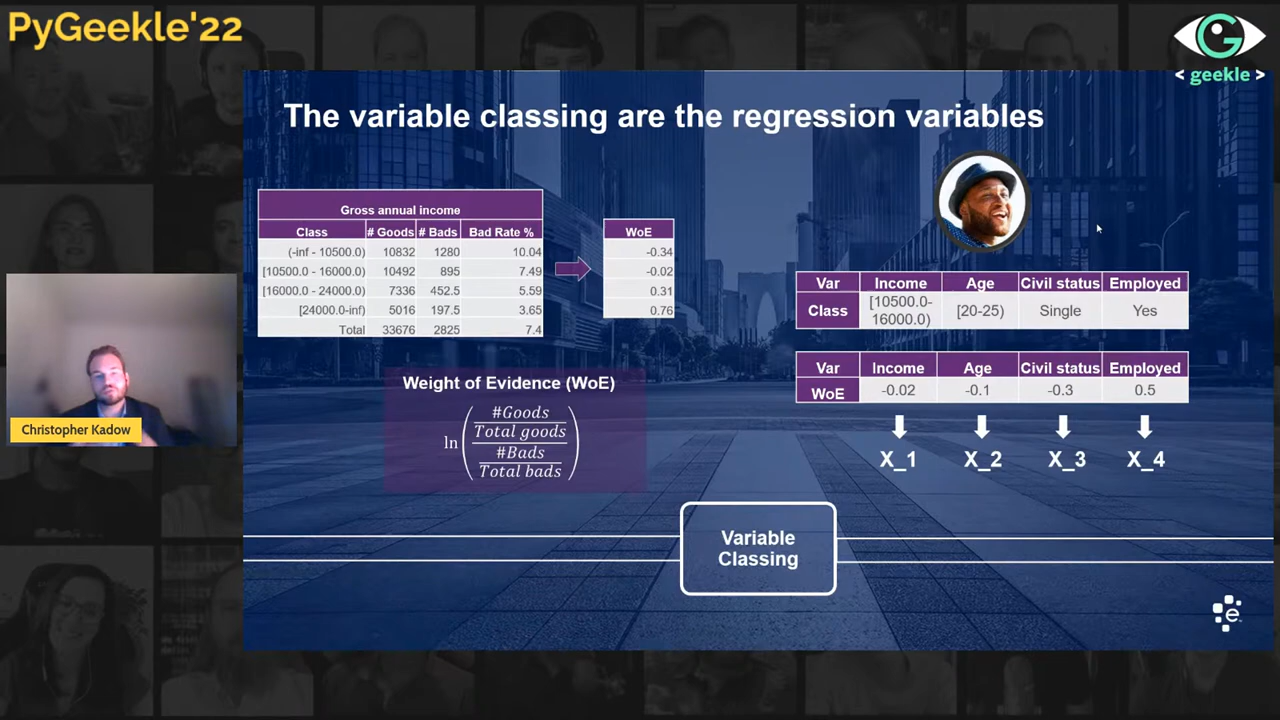 PyGeekle'22
< geekle >
The variable classing are the regression variables
Gross annual income
Class # Goods # Bads Bad Rate %
(-inf - 10500.0) 10832 1280 10.04
[10500.0 - 16000.0) 10492 895 7.49
[16000.0 - 24000.0) 7336 452.5 5.59
[24000.0-inf) 5016 197.5 3.65
Total 33676 2825 7.4
WoE
-0.34
-0.02
0.31
0.76
Var Income Age Civil status Employed
Class [10500.0-16000.0) [20-25) Single Yes
Var Income Age Civil status Employed
WoE -0.02 -0.1 -0.3 0.5
X_1 X_2 X_3 X_4
Weight of Evidence (WoE)
ln( #Goods
Total goods
#Bads
Total bads )
Christopher Kadow
Variable
Classing
e